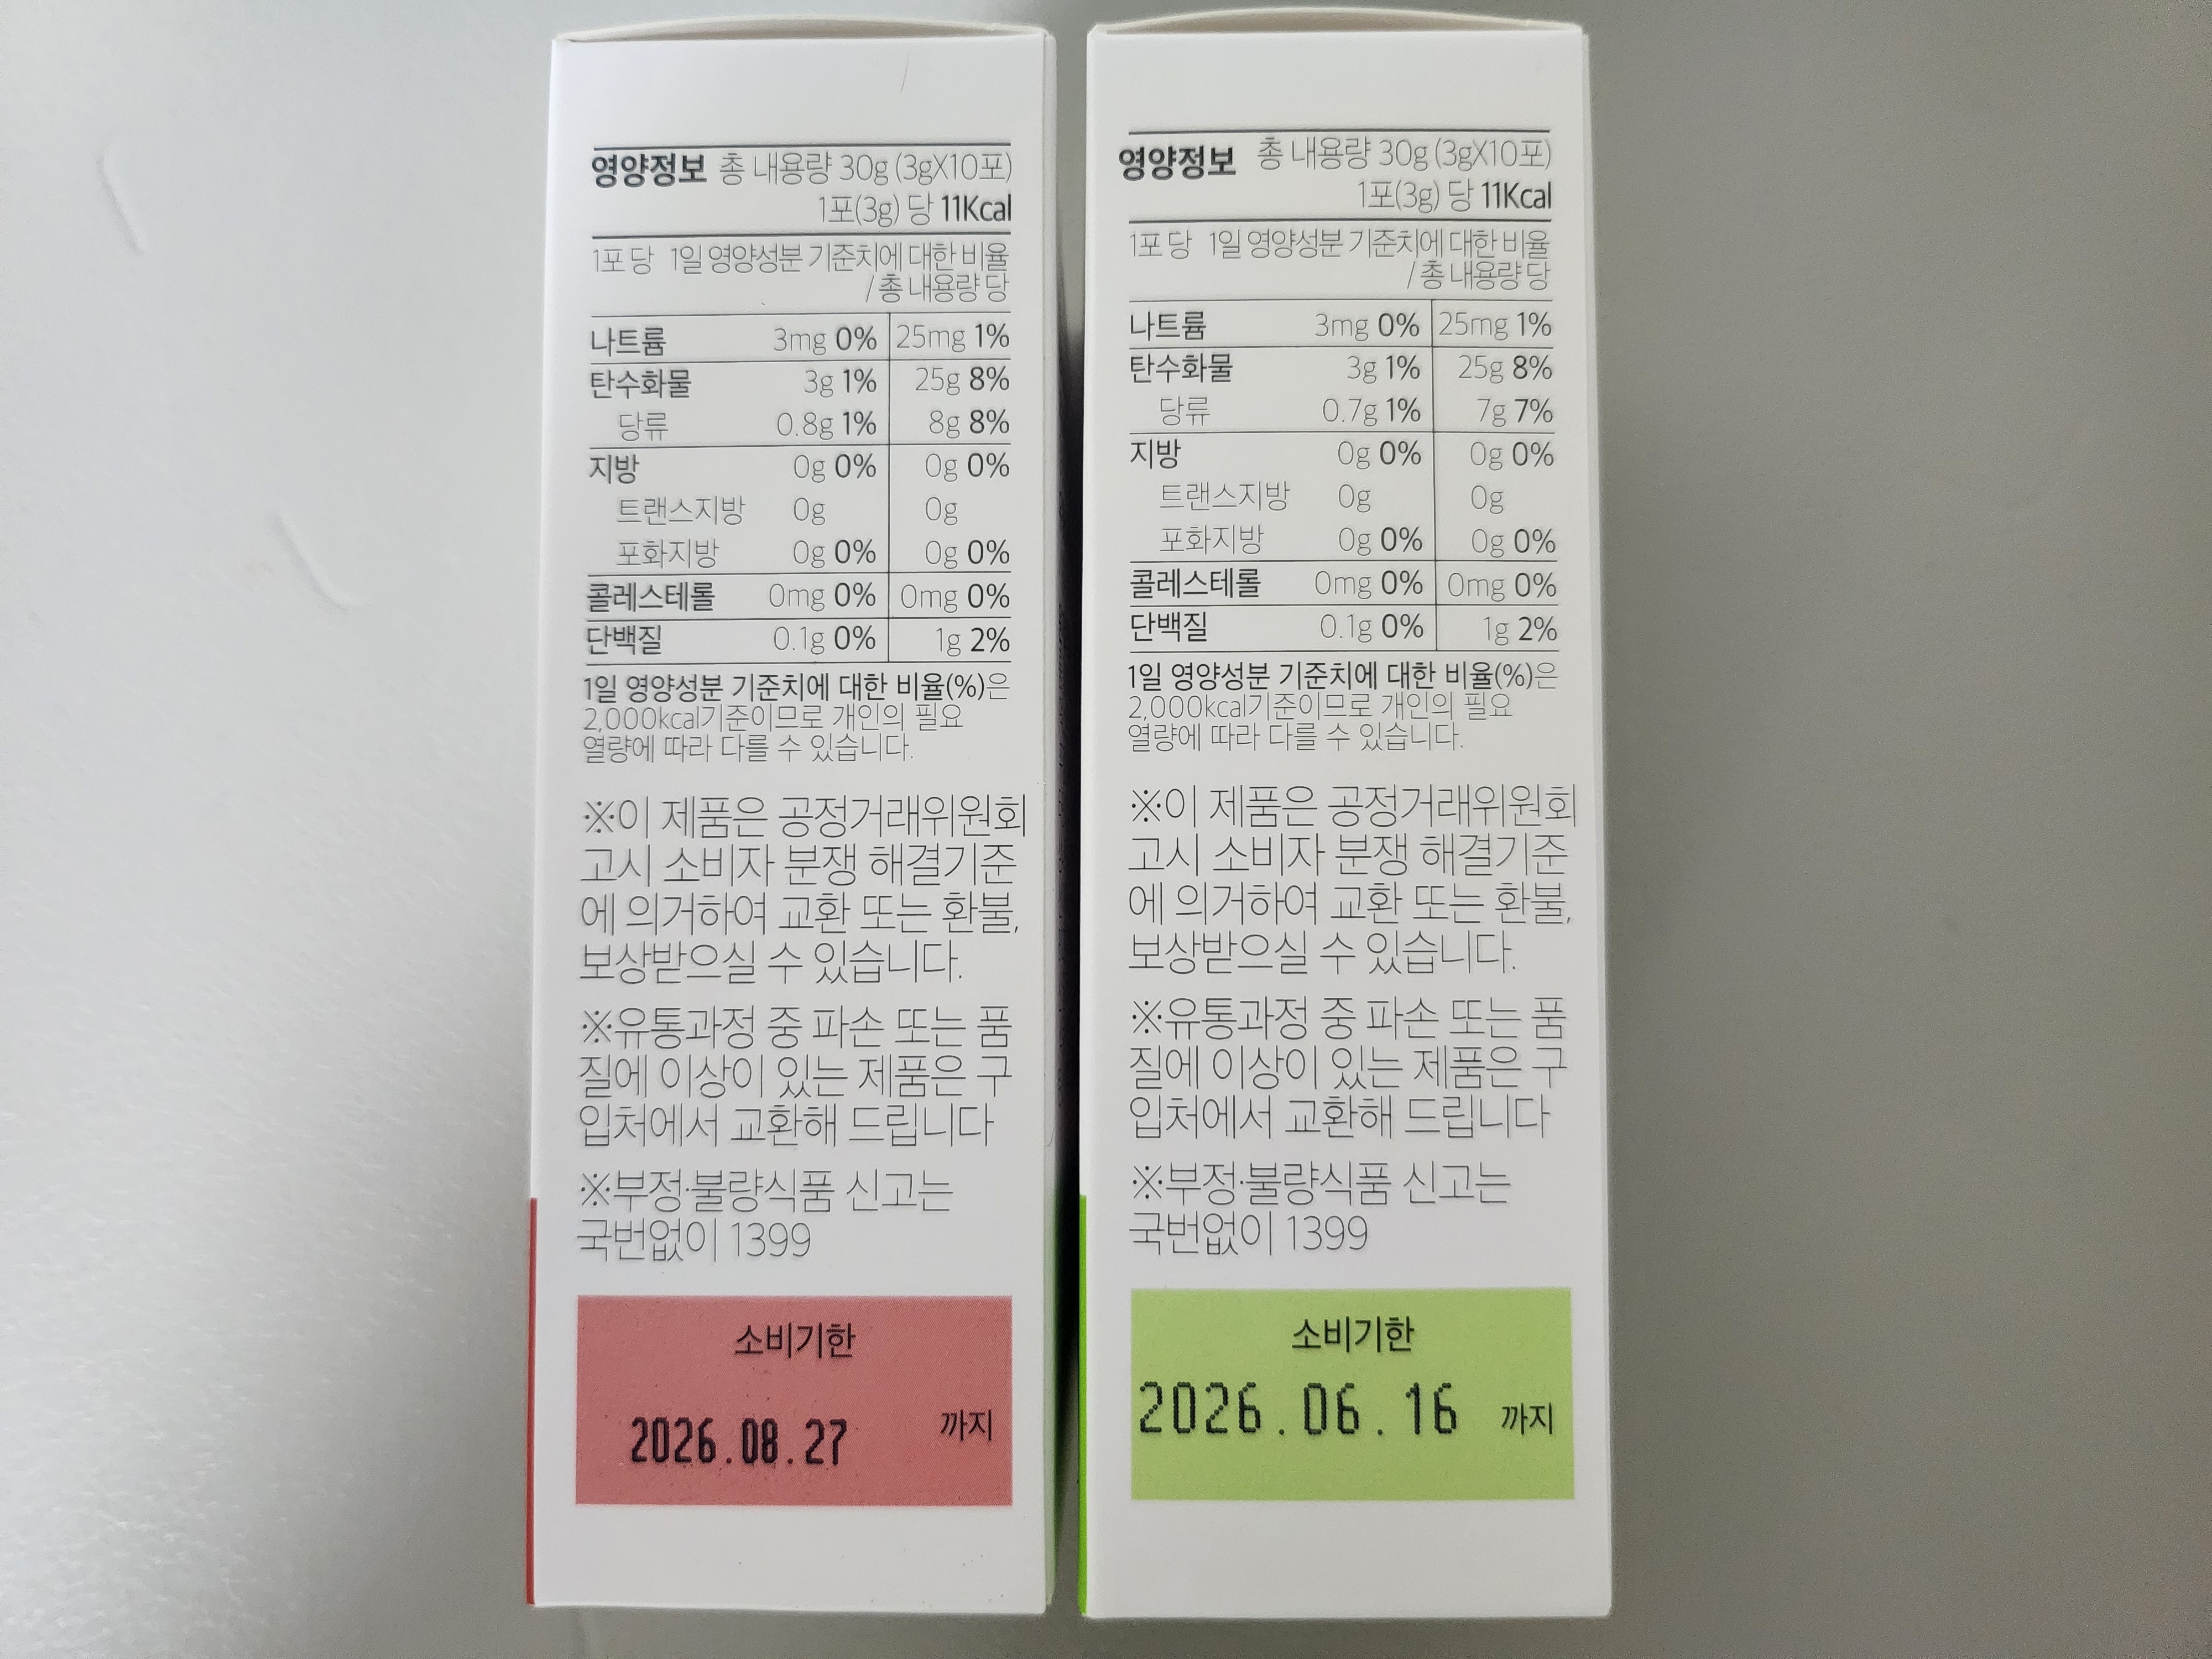 영양정보 총 내용량 30g (3gX10포)
1포(3g) 당 11Kcal
1포 당 1일 영양성분 기준치에 대한 비율
/ 총 내용량 당
나트륨 3mg 0% 25mg 1%
탄수화물 3g 1% 25g 8%
당류 0.8g 1% 8g 8%
지방 0g 0% 0g 0%
트랜스지방 0g 0g
포화지방 0g 0% 0g 0%
콜레스테롤 0mg 0% 0mg 0%
단백질 0.1g 0% 1g 2%
1일 영양성분 기준치에 대한 비율(%)은
2,000kcal기준이므로 개인의 필요
열량에 따라 다를 수 있습니다.
※이 제품은 공정거래위원회
고시 소비자 분쟁 해결기준
에 의거하여 교환 또는 환불,
보상받으실 수 있습니다.
※유통과정 중 파손 또는 품
질에 이상이 있는 제품은 구
입처에서 교환해 드립니다
※부정·불량식품 신고는
국번없이 1399
소비기한
2026.08.27 까지
영양정보 총 내용량 30g (3gX10포)
1포(3g) 당 11Kcal
1포 당 1일 영양성분 기준치에 대한 비율
/ 총 내용량 당
나트륨 3mg 0% 25mg 1%
탄수화물 3g 1% 25g 8%
당류 0.7g 1% 7g 7%
지방 0g 0% 0g 0%
트랜스지방 0g 0g
포화지방 0g 0% 0g 0%
콜레스테롤 0mg 0% 0mg 0%
단백질 0.1g 0% 1g 2%
1일 영양성분 기준치에 대한 비율(%)은
2,000kcal기준이므로 개인의 필요
열량에 따라 다를 수 있습니다.
※이 제품은 공정거래위원회
고시 소비자 분쟁 해결기준
에 의거하여 교환 또는 환불,
보상받으실 수 있습니다.
※유통과정 중 파손 또는 품
질에 이상이 있는 제품은 구
입처에서 교환해 드립니다
※부정·불량식품 신고는
국번없이 1399
소비기한
2026.06.16 까지